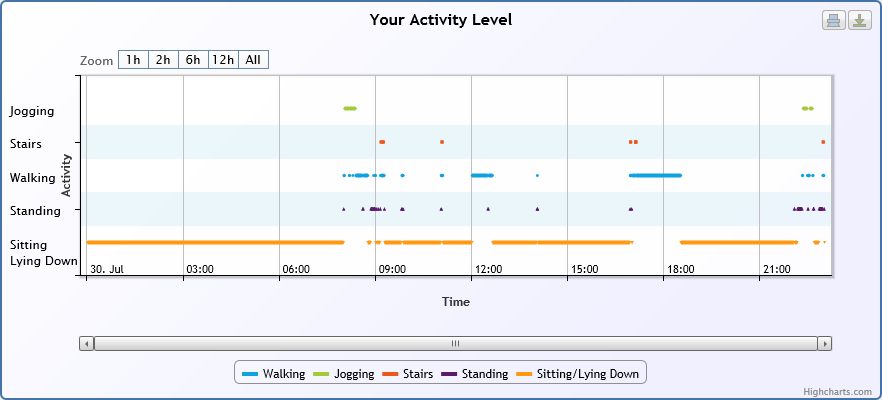 Your Activity Level
Zoom 1h 2h 6h 12h All
Jogging
Stairs
Walking
Activity
Standing
Sitting
Lying Down
30. Jul 03:00 06:00 09:00 12:00 15:00 18:00 21:00
Time
Walking Jogging Stairs Standing Sitting/Lying Down
Highcharts.com